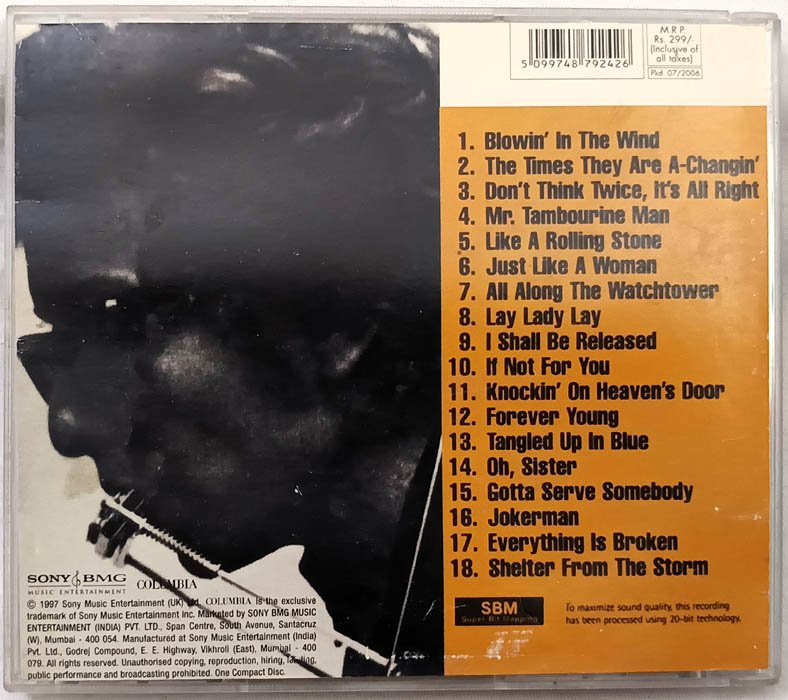 5 099748 792426
M.R.P.
Rs. 299/-
(Inclusive of
all taxes)
Pkd 07/2006
1. Blowin' In The Wind
2. The Times They Are A-Changin'
3. Don't Think Twice, It's All Right
4. Mr. Tambourine Man
5. Like A Rolling Stone
6. Just Like A Woman
7. All Along The Watchtower
8. Lay Lady Lay
9. I Shall Be Released
10. If Not For You
11. Knockin' On Heaven's Door
12. Forever Young
13. Tangled Up In Blue
14. Oh, Sister
15. Gotta Serve Somebody
16. Jokerman
17. Everything Is Broken
18. Shelter From The Storm
SONY BMG
MUSIC ENTERTAINMENT
COLUMBIA
© 1997 Sony Music Entertainment (UK) Ltd. COLUMBIA is the exclusive
trademark of Sony Music Entertainment Inc. Marketed by SONY BMG MUSIC
ENTERTAINMENT (INDIA) PVT. LTD., Span Centre, South Avenue, Santacruz
(W), Mumbai - 400 054. Manufactured at Sony Music Entertainment (India)
Pvt. Ltd., Godrej Compound, E. E. Highway, Vikhroli (East), Mumbai - 400
079. All rights reserved. Unauthorised copying, reproduction, hiring, lending,
public performance and broadcasting prohibited. One Compact Disc.
SBM
Super Bit Mapping
To maximize sound quality, this recording
has been processed using 20-bit technology.